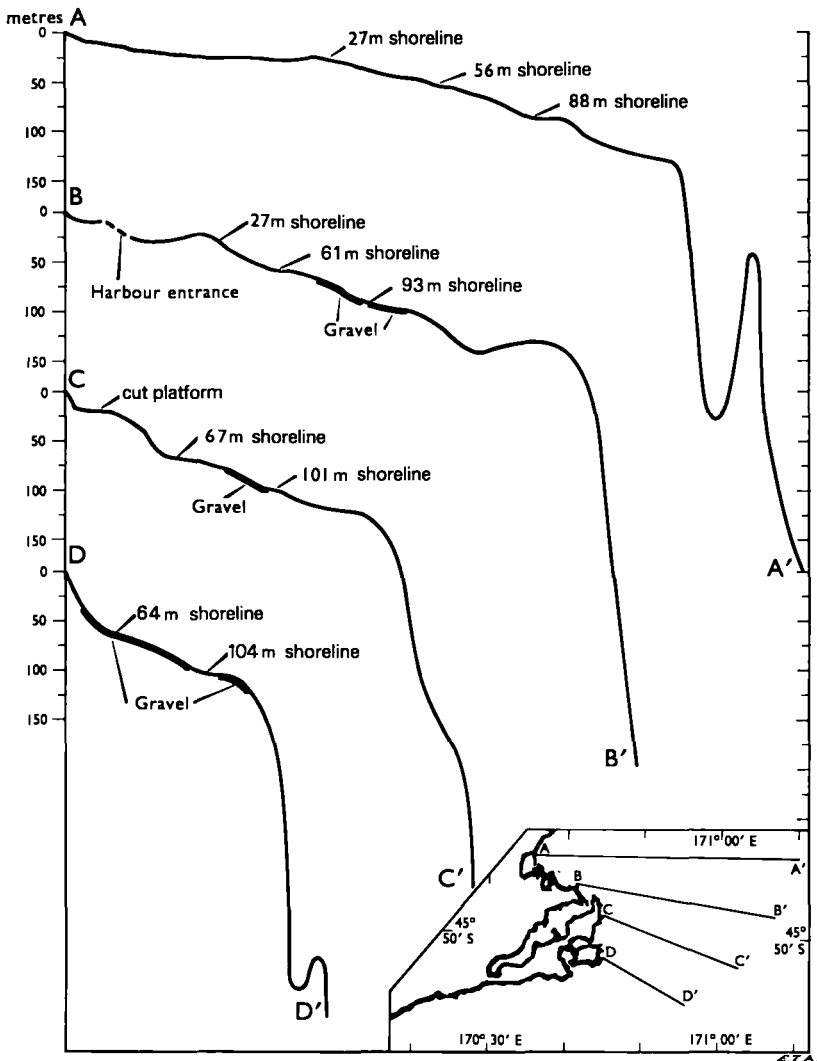 metres A
0
27m shoreline
56m shoreline
50
88m shoreline
100
150
B
0
27m shoreline
61m shoreline
50
93m shoreline
Harbour entrance
100
Gravel
150
C
0
cut platform
67m shoreline
50
101m shoreline
100
Gravel
150
A'
D
0
64m shoreline
50
104m shoreline
100
Gravel
150
B'
C'
D'
171° 00' E
A
A'
B
B'
C
45° 50' S
45° 50' S
C'
D
D'
170° 30' E
171° 00' E